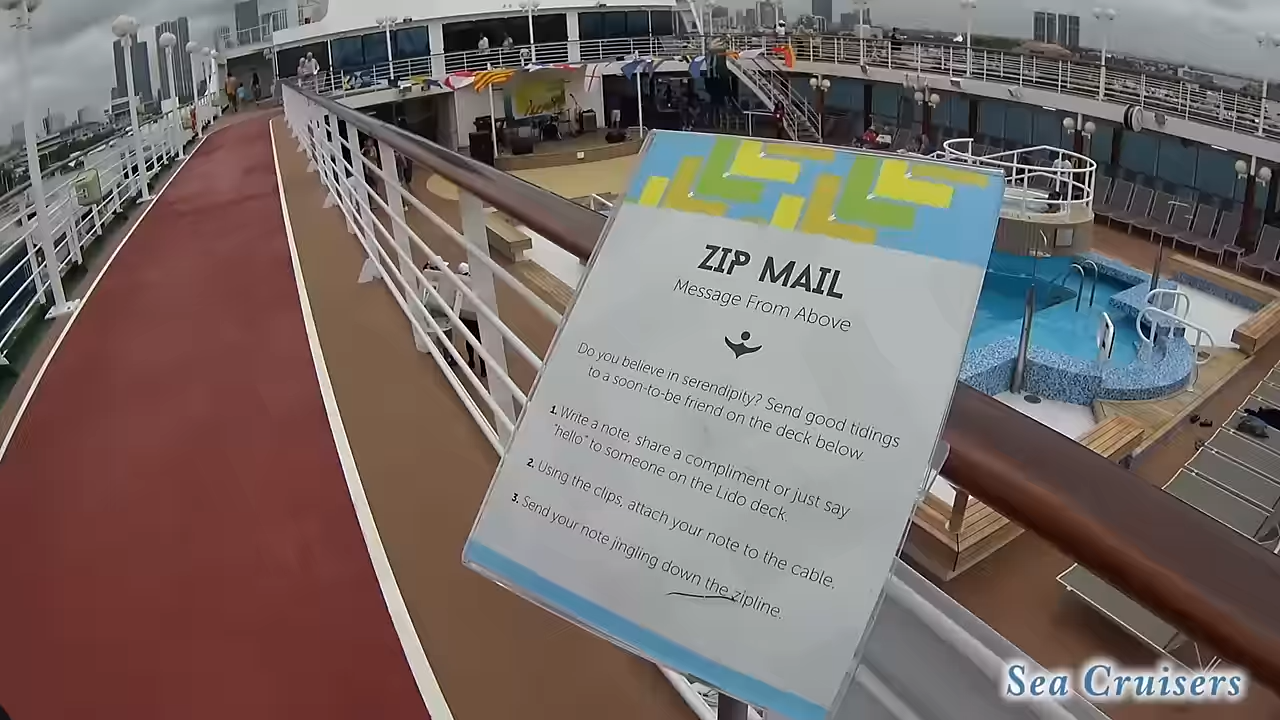 ZIP MAIL
Message From Above
Do you believe in serendipity? Send good tidings
to a soon-to-be friend on the deck below
1. Write a note, share a compliment or just say
"hello" to someone on the Lido deck.
2. Using the clips, attach your note to the cable.
3. Send your note jingling down the zipline.
Sea Cruisers